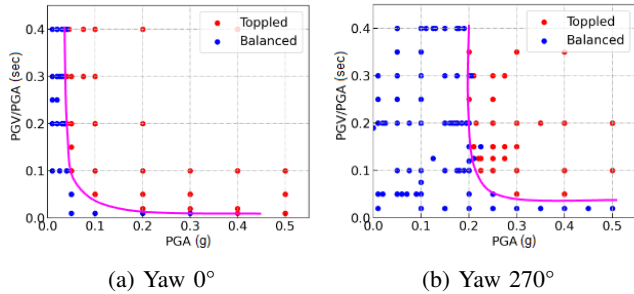 0.4
0.3
0.2
0.1
0.0
PGV/PGA (sec)
0.0 0.1 0.2 0.3 0.4 0.5
PGA (g)
Toppled
Balanced
(a) Yaw 0°
0.4
0.3
0.2
0.1
0.0
PGV/PGA (sec)
0.0 0.1 0.2 0.3 0.4 0.5
PGA (g)
Toppled
Balanced
(b) Yaw 270°